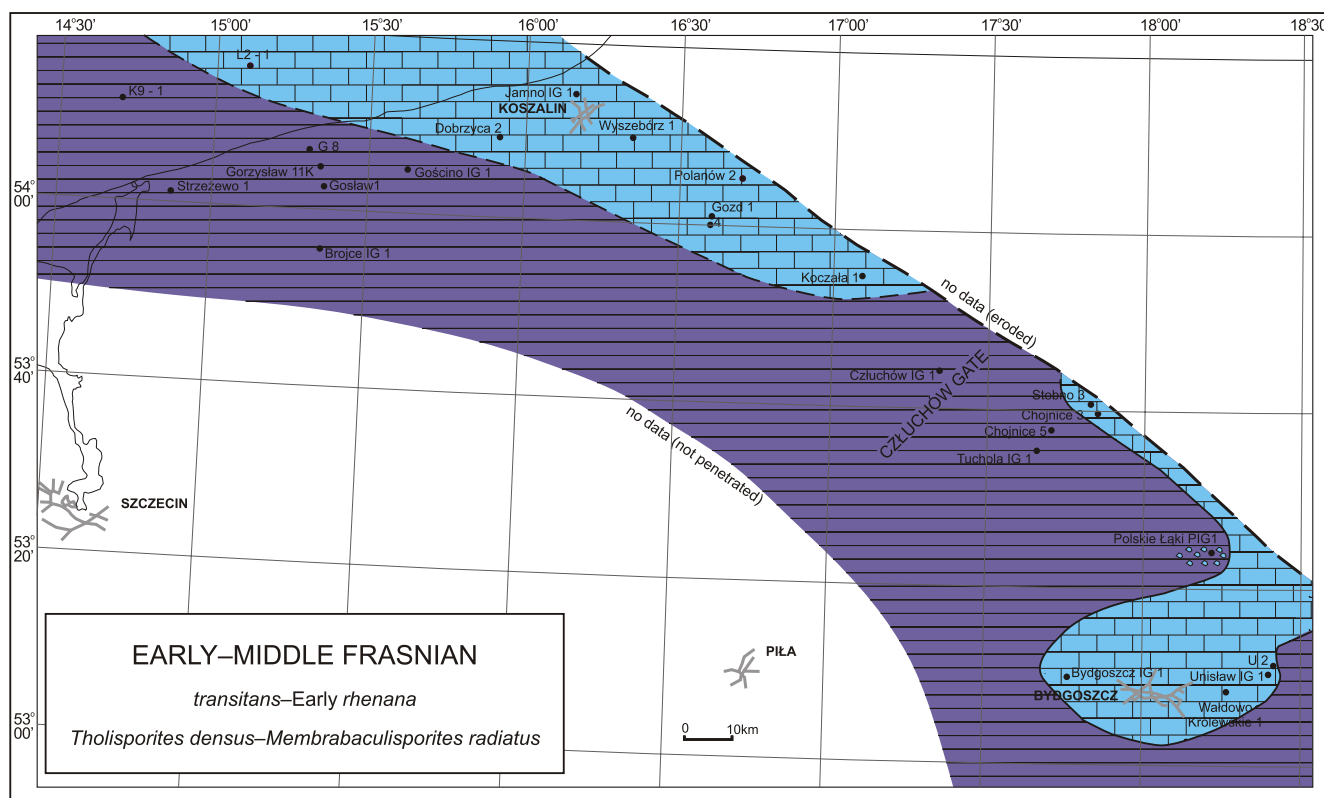 14°30'
15°00'
15°30'
16°00'
16°30'
17°00'
17°30'
18°00'
18°30'
L2 - 1
K9 - 1
Jamno IG 1
KOSZALIN
Dobrzyca 2
Wyszebórz 1
G 8
Gorzysław 11K
Gościno IG 1
Polanów 2
Strzeżewo 1
Gosław1
54°
00'
Gozd 1
4
Brojce IG 1
Koczała 1
no data (eroded)
53°
40'
Człuchów IG 1
CZŁUCHÓW GATE
Stobno 3
Chojnice 3
no data (not penetrated)
Chojnice 5
Tuchola IG 1
SZCZECIN
53°
20'
Polskie Łąki PIG1
EARLY–MIDDLE FRASNIAN
transitans–Early rhenana
Tholisporites densus–Membrabaculisporites radiatus
PIŁA
U 2
Bydgoszcz IG 1
Unisław IG 1
BYDGOSZCZ
Wałdowo
Królewskie 1
53°
00'
0 10km